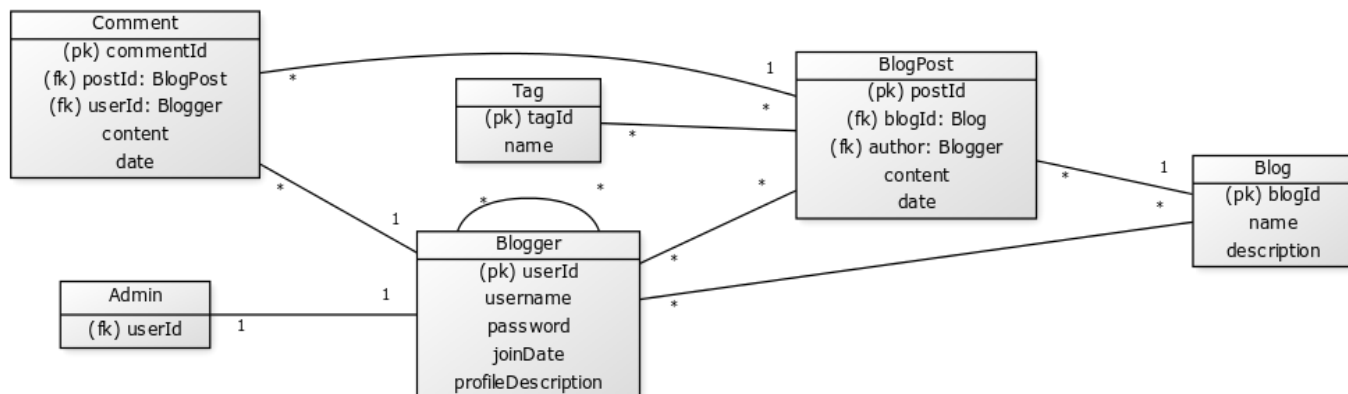 Comment
(pk) commentId
(fk) postId: BlogPost
(fk) userId: Blogger
content
date
*
*
1
*
Tag
(pk) tagId
name
*
BlogPost
(pk) postId
(fk) blogId: Blog
(fk) author: Blogger
content
date
*
1
*
Blog
(pk) blogId
name
description
*
*
1
*
*
*
*
Blogger
(pk) userId
username
password
joinDate
profileDescription
Admin
(fk) userId
1
1